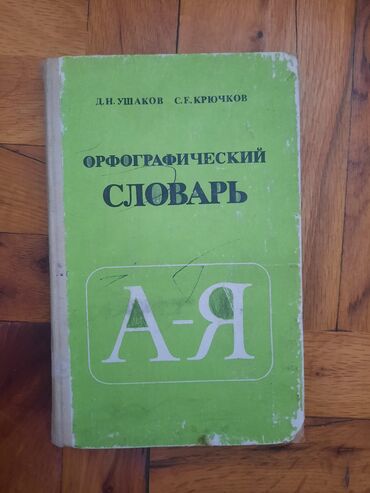 Д.Н.УШАКОВ С.Е.КРЮЧКОВ
ОРФОГРАФИЧЕСКИЙ
СЛОВАРЬ
А-Я